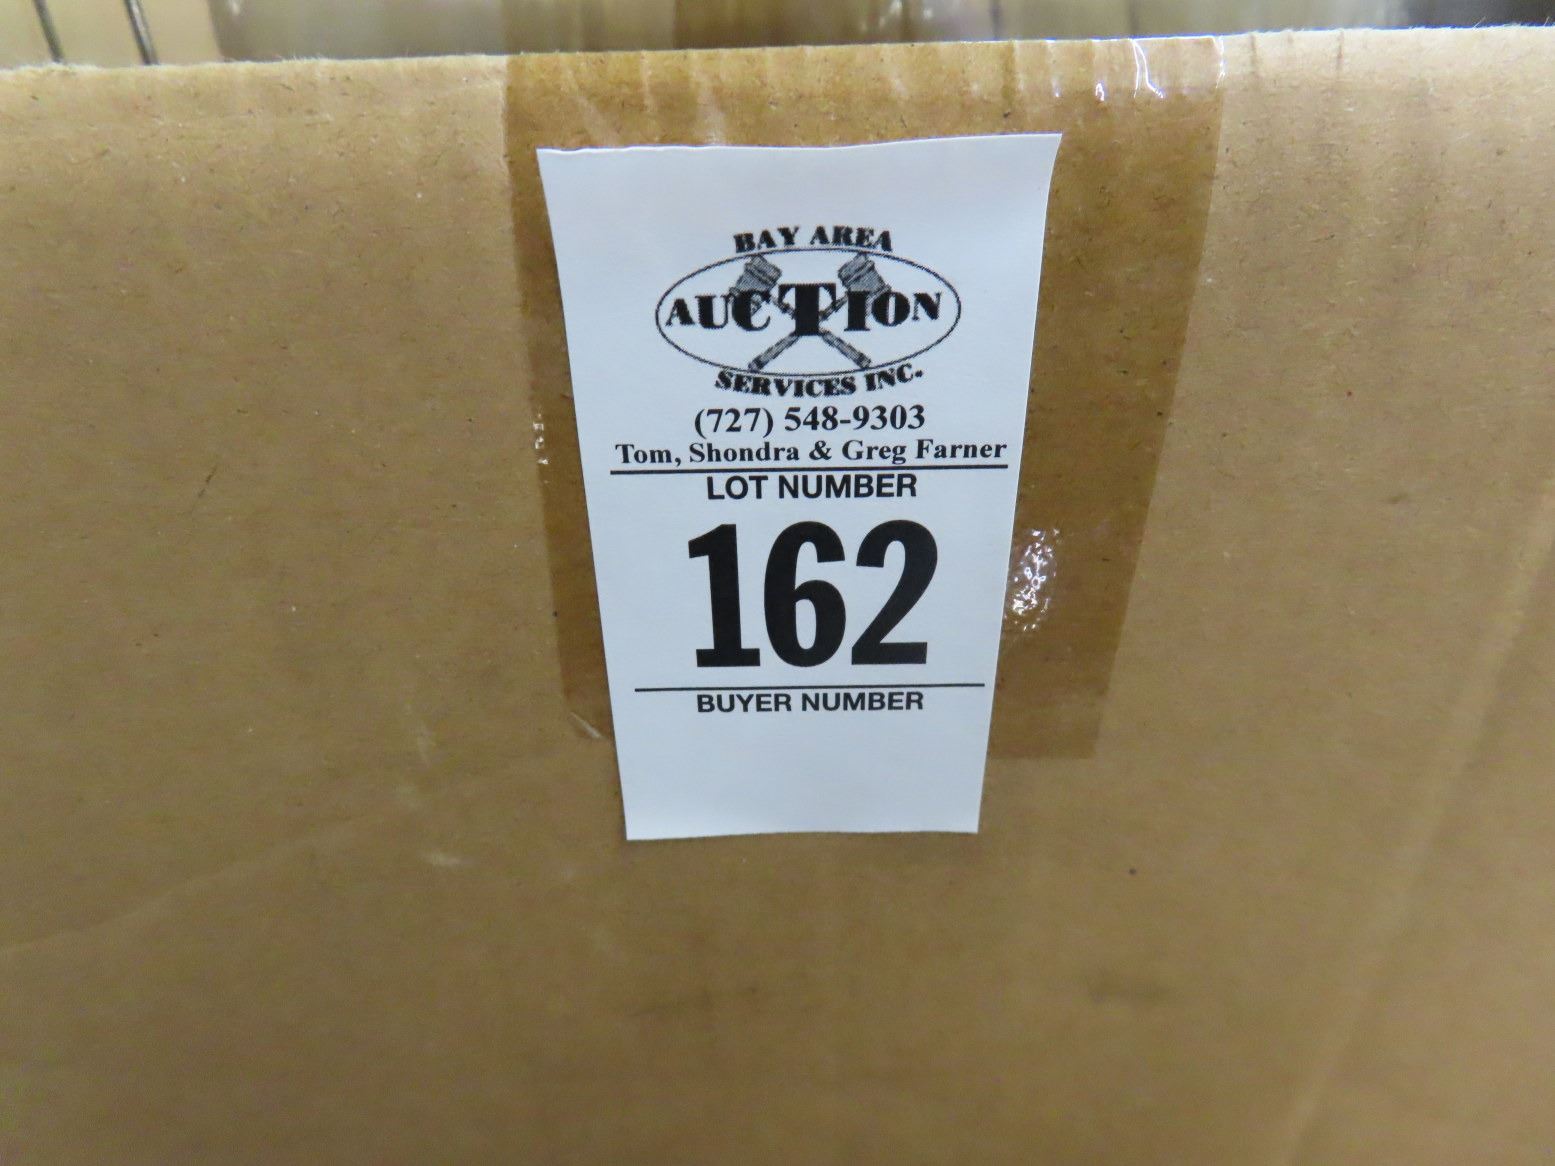 BAY AREA
AUCTION
SERVICES INC.
(727) 548-9303
Tom, Shondra & Greg Farner
LOT NUMBER
162
BUYER NUMBER